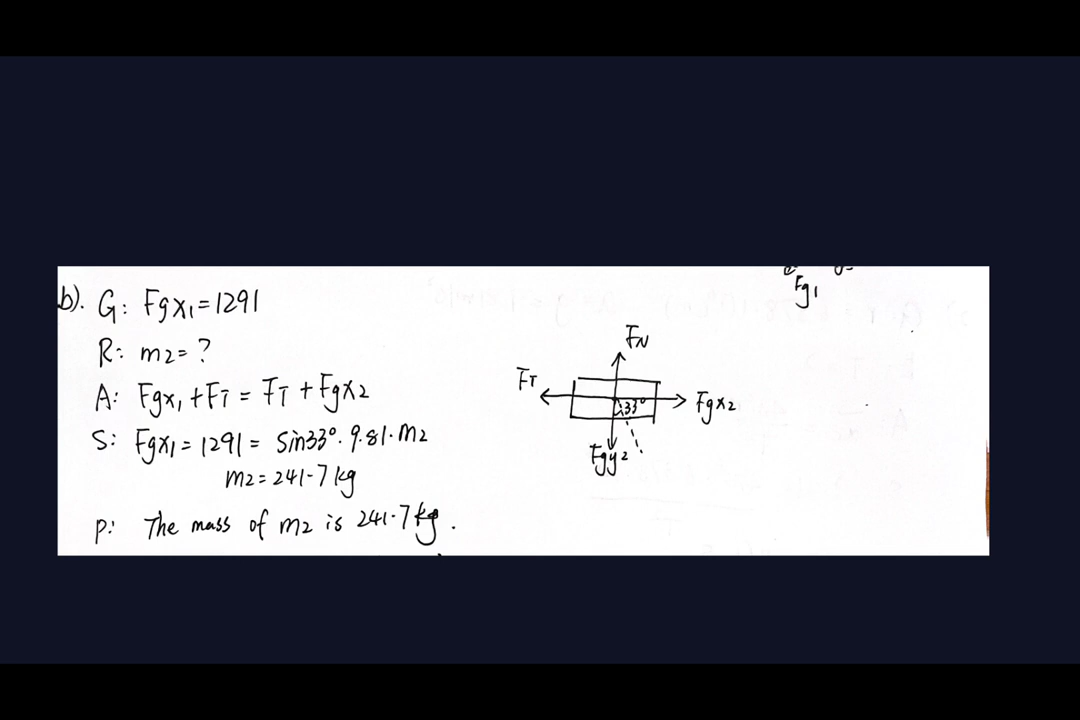 b). G: Fgx1 = 1291
R: m2 = ?
A: Fgx1 + FT = FT + Fgx2
S: Fgx1 = 1291 = sin33°. 9.81. m2
m2 = 241.7 kg
P: The mass of m2 is 241.7 kg.
Fg1
FN
FT
33°
Fgx2
Fgy2